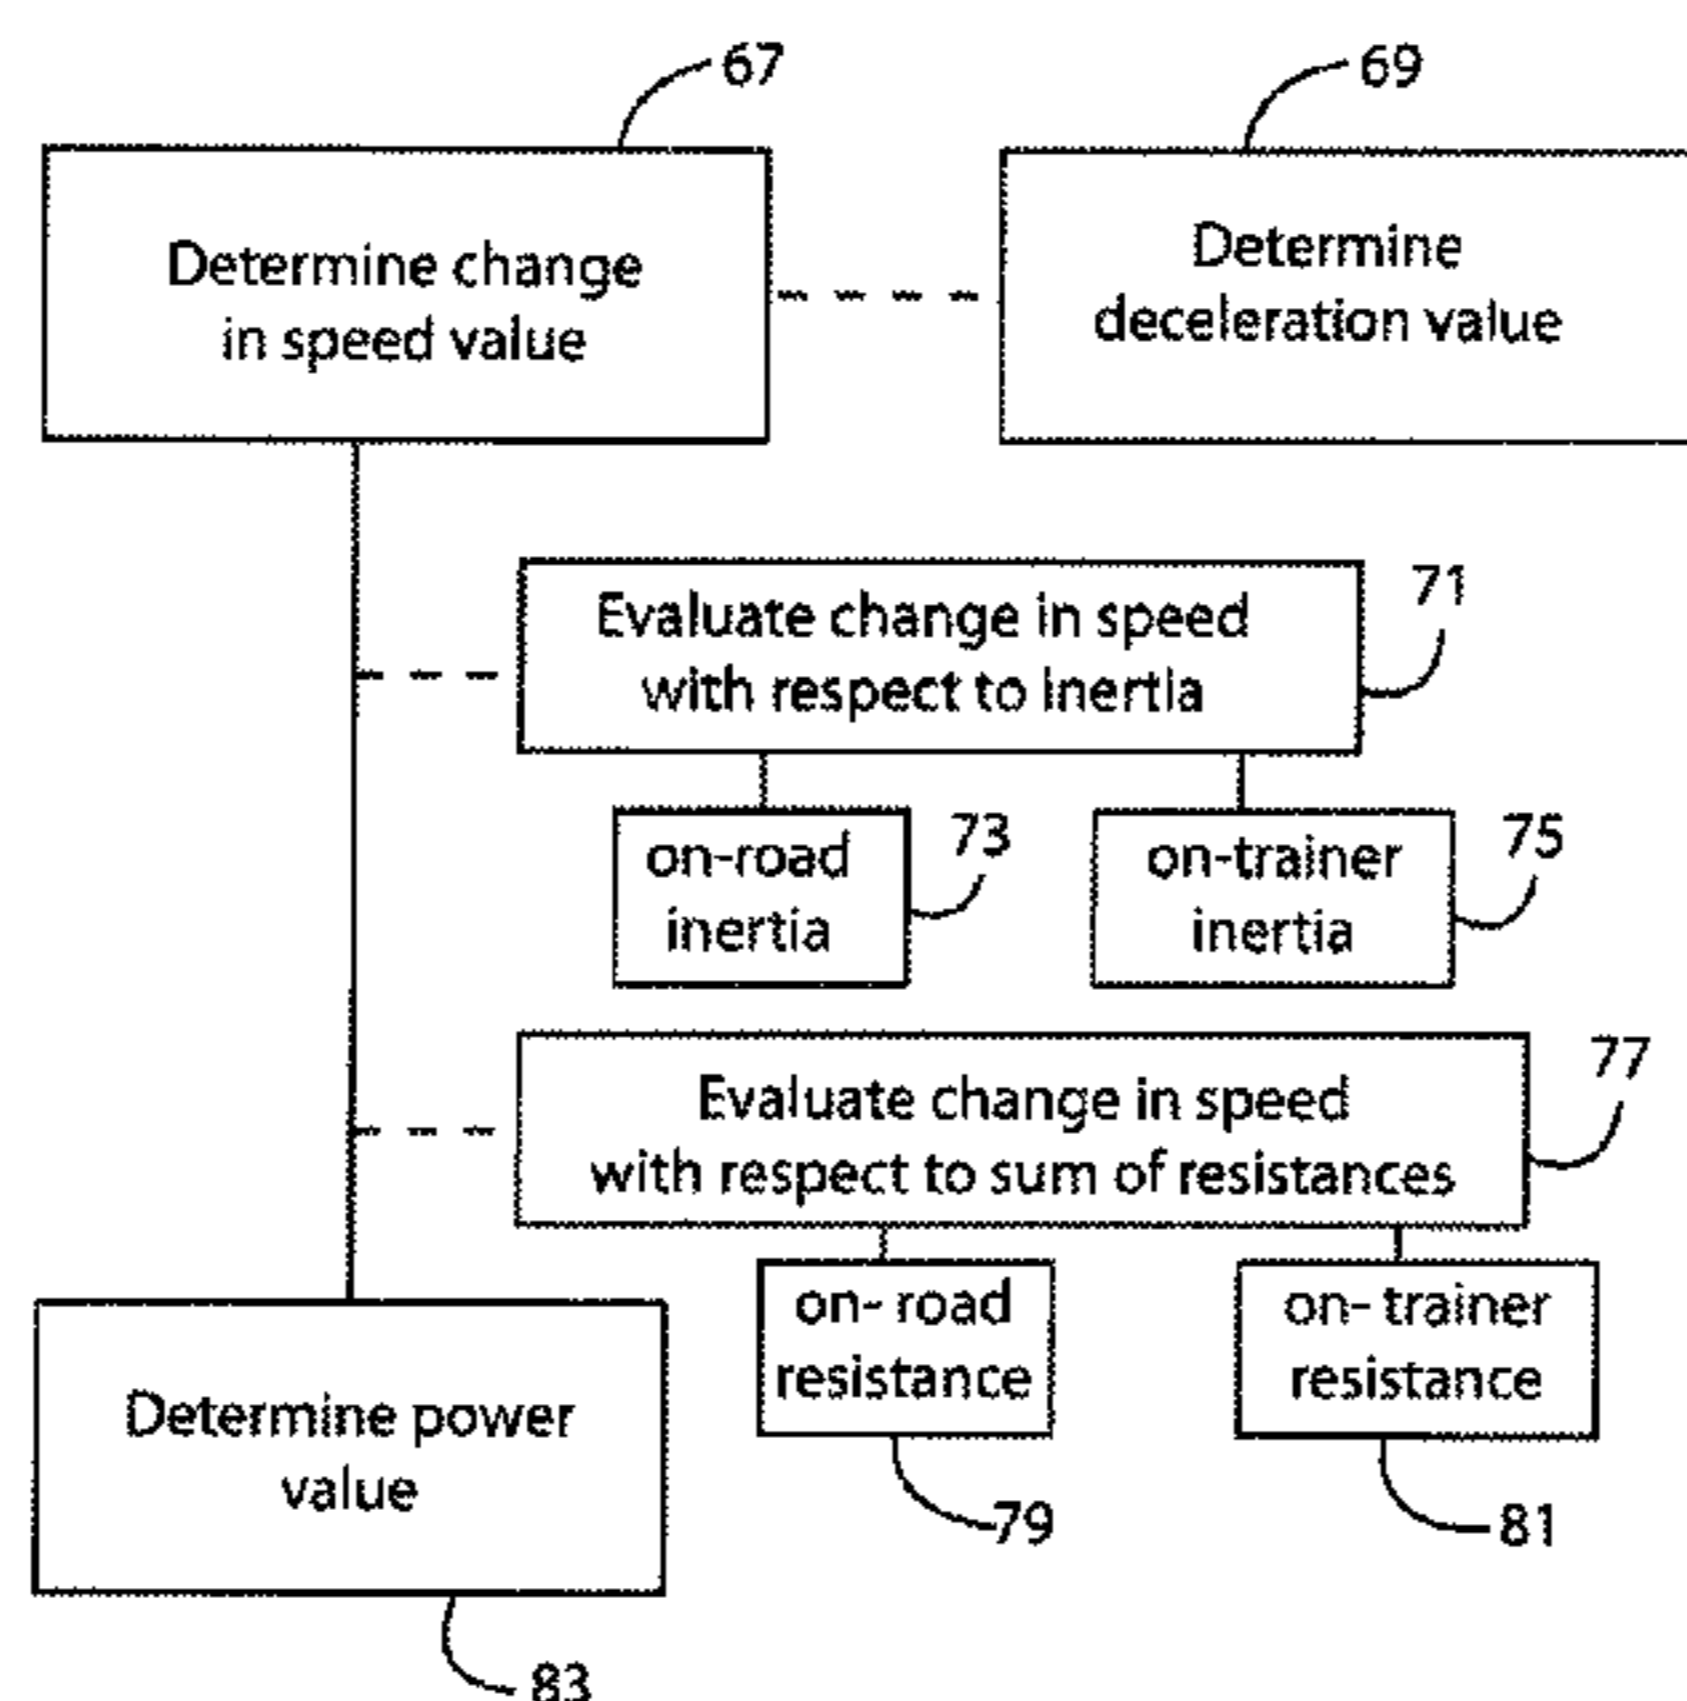 67
69
Determine change
in speed value
Determine
deceleration value
71
Evaluate change in speed
with respect to inertia
73
75
on-road
inertia
on-trainer
inertia
77
Evaluate change in speed
with respect to sum of resistances
on- road
resistance
on- trainer
resistance
Determine power
value
79
81
83